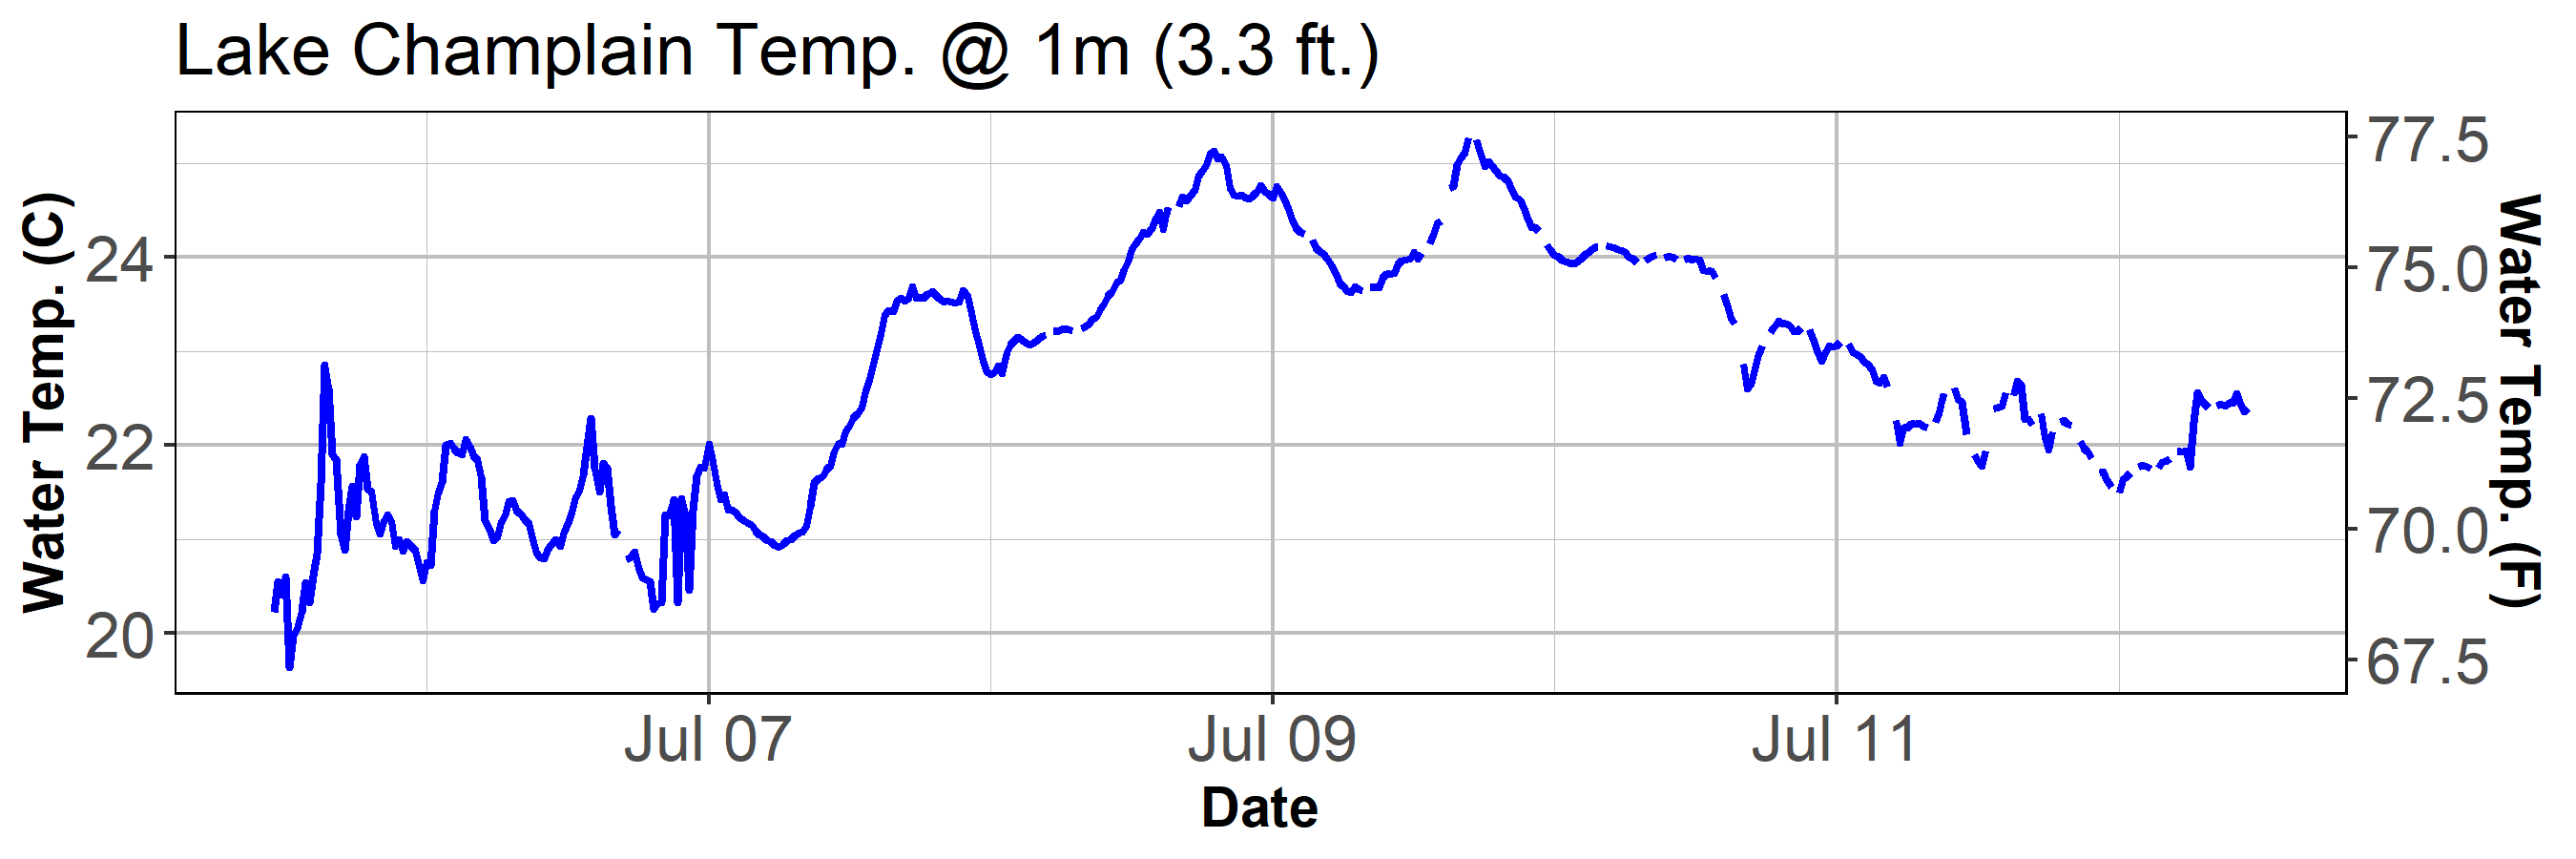 Lake Champlain Temp. @ 1m (3.3 ft.)
Water Temp. (C)
24
22
20
77.5
75.0
72.5
70.0
67.5
Water Temp. (F)
Jul 07
Jul 09
Jul 11
Date